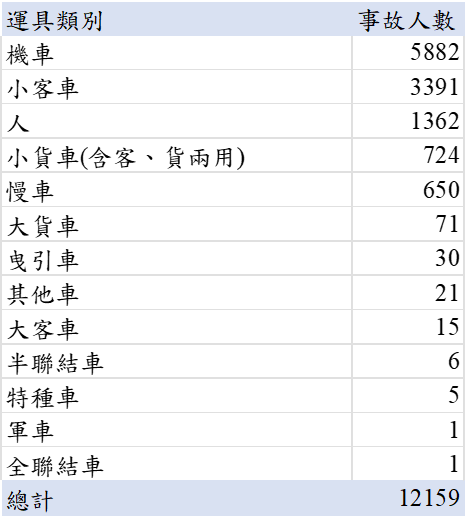 運具類別 事故人數
機車 5882
小客車 3391
人 1362
小貨車(含客、貨兩用) 724
慢車 650
大貨車 71
曳引車 30
其他車 21
大客車 15
半聯結車 6
特種車 5
軍車 1
全聯結車 1
總計 12159